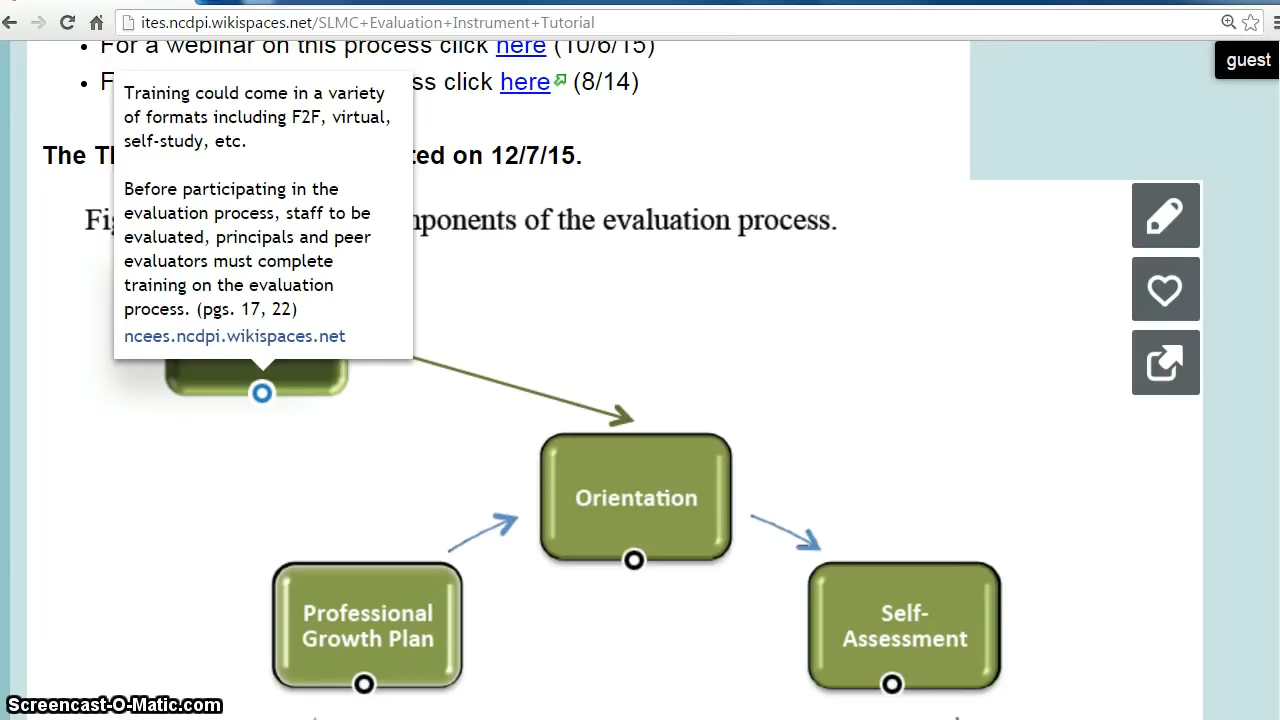 ites.ncdpi.wikispaces.net/SLMC+Evaluation+Instrument+Tutorial
guest
• For a webinar on this process click here (10/6/15)
• F ss click here (8/14)
Training could come in a variety
of formats including F2F, virtual,
self-study, etc.
The T ted on 12/7/15.
Before participating in the
evaluation process, staff to be
evaluated, principals and peer
evaluators must complete
training on the evaluation
process. (pgs. 17, 22)
ncees.ncdpi.wikispaces.net
Fi mponents of the evaluation process.
Orientation
Professional
Growth Plan
Self-
Assessment
Screencast-O-Matic.com